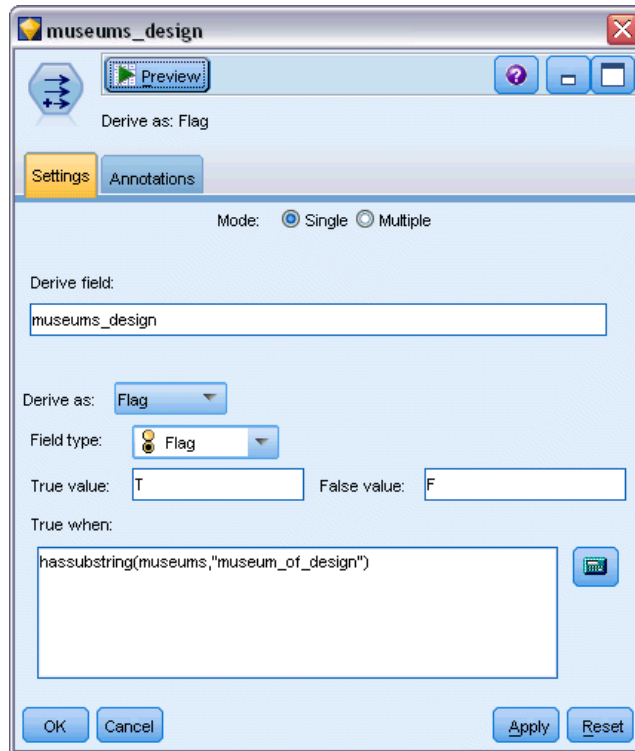 museums_design
Preview
Derive as: Flag
Settings Annotations
Mode: Single Multiple
Derive field:
museums_design
Derive as: Flag
Field type: Flag
True value: T False value: F
True when:
hassubstring(museums,"museum_of_design")
OK Cancel Apply Reset